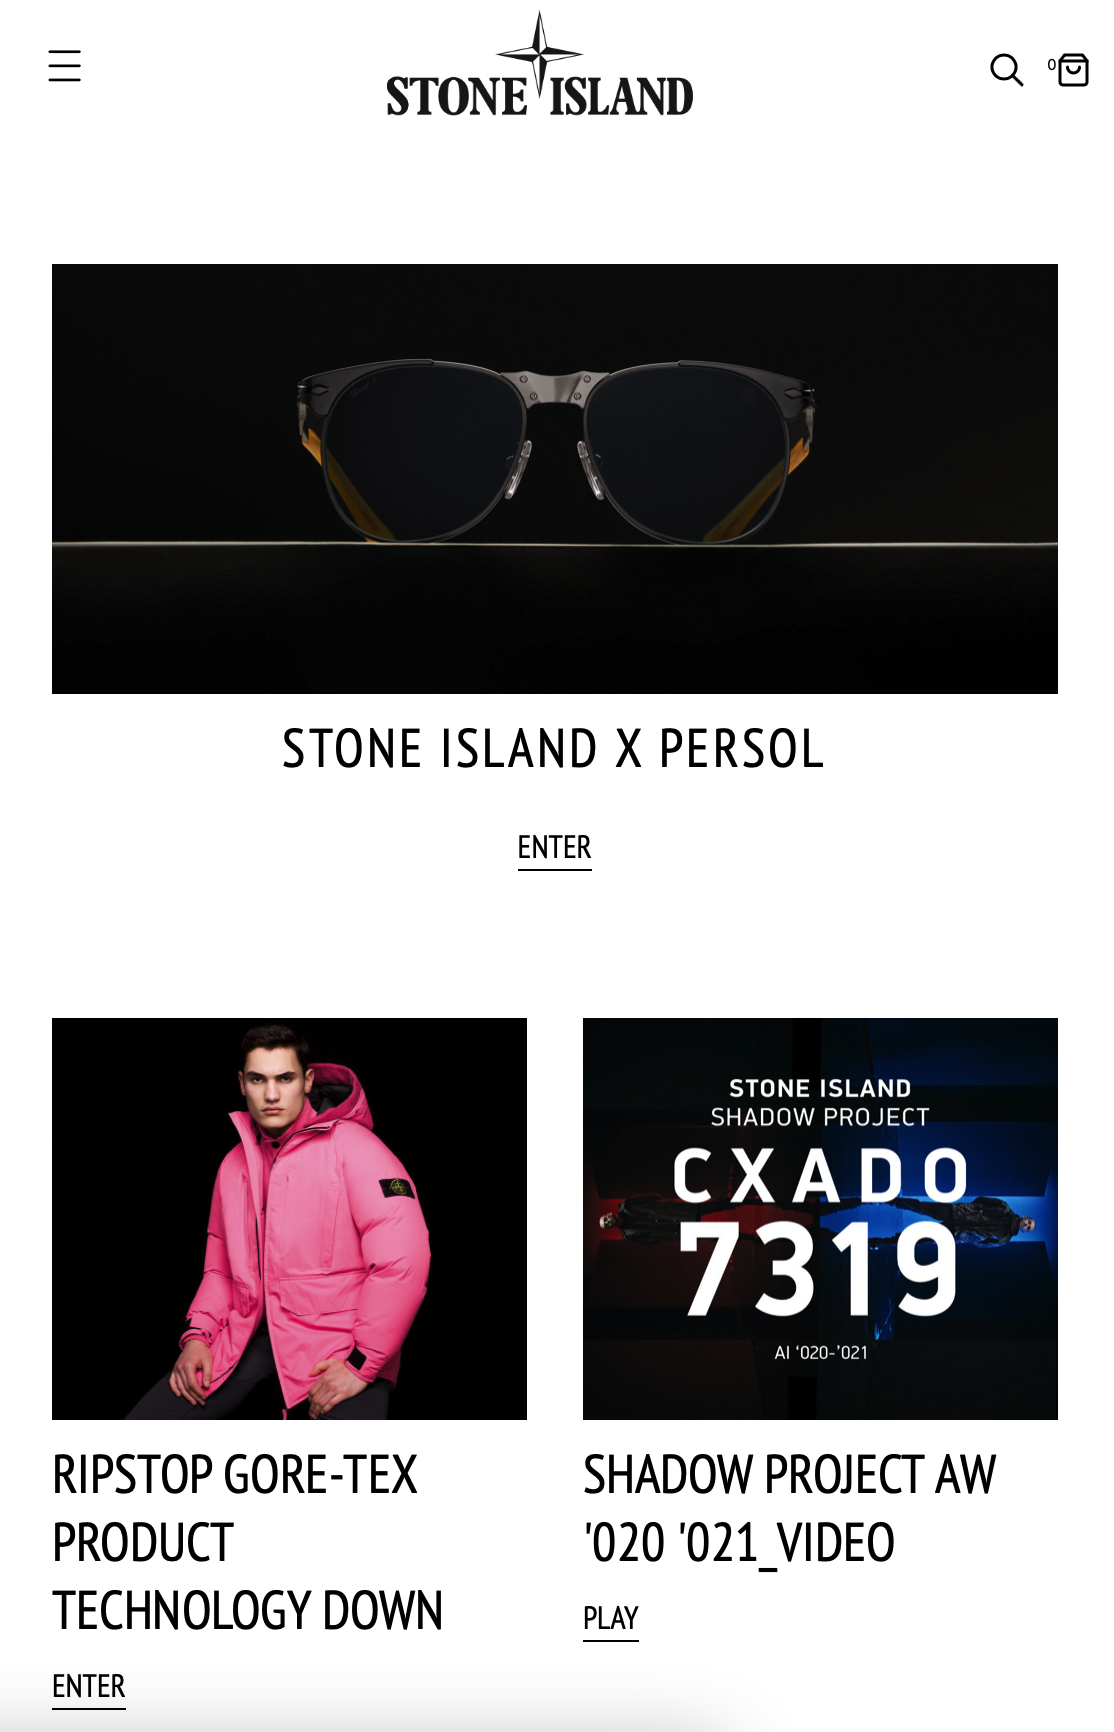 STONE ISLAND
0
STONE ISLAND X PERSOL
ENTER
STONE ISLAND
SHADOW PROJECT
CXADO
7319
AI ‘020-’021
RIPSTOP GORE-TEX
PRODUCT
TECHNOLOGY DOWN
ENTER
SHADOW PROJECT AW
'020 '021_VIDEO
PLAY